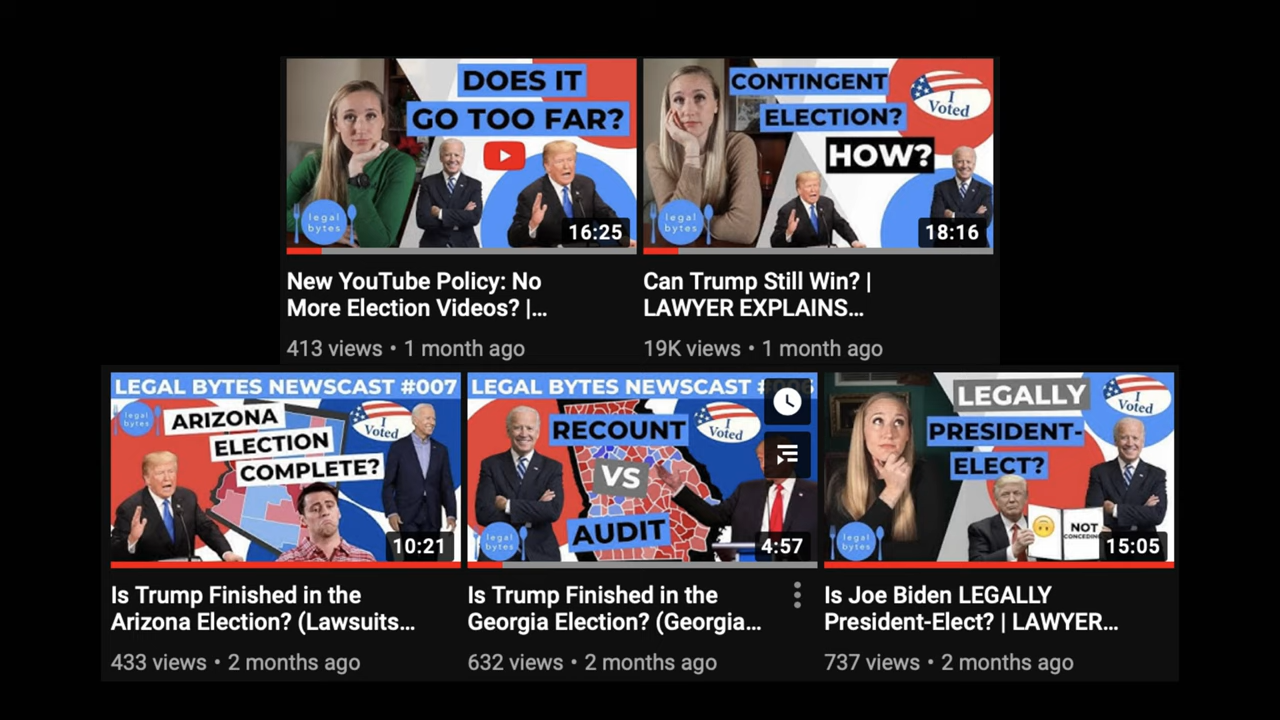 DOES IT
GO TOO FAR?
legal
bytes
16:25
New YouTube Policy: No
More Election Videos? |...
413 views • 1 month ago
CONTINGENT
ELECTION?
HOW?
I
Voted
legal
bytes
18:16
Can Trump Still Win? |
LAWYER EXPLAINS...
19K views • 1 month ago
LEGAL BYTES NEWSCAST #007
legal
bytes
ARIZONA
ELECTION
COMPLETE?
I
Voted
10:21
Is Trump Finished in the
Arizona Election? (Lawsuits...
433 views • 2 months ago
LEGAL BYTES NEWSCAST #006
RECOUNT
VS
AUDIT
I
Voted
legal
bytes
4:57
Is Trump Finished in the
Georgia Election? (Georgia...
632 views • 2 months ago
LEGALLY
PRESIDENT-
ELECT?
I
Voted
NOT
CONCEDING
legal
bytes
15:05
Is Joe Biden LEGALLY
President-Elect? | LAWYER...
737 views • 2 months ago